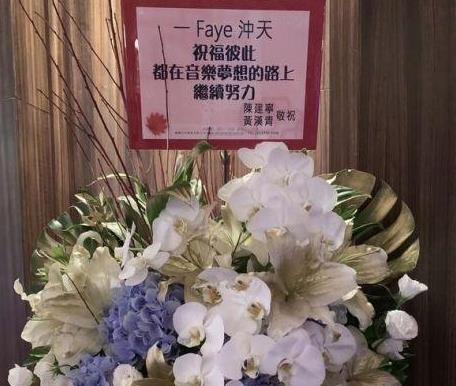 一 Faye 沖天
祝福彼此
都在音樂夢想的路上
繼續努力
陳建寧
黃漢青
敬祝